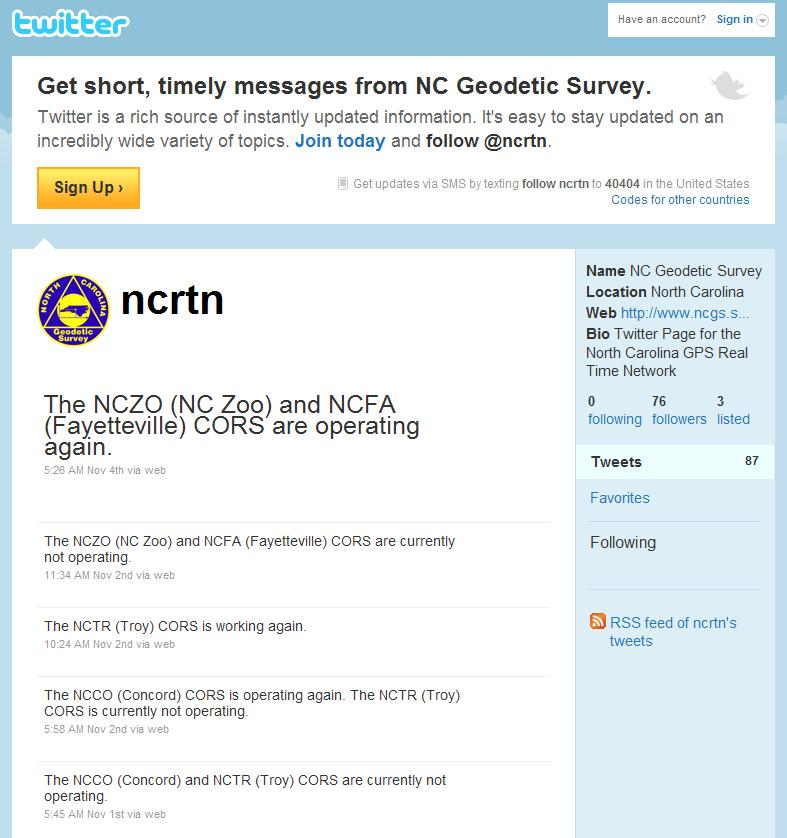 twitter
Have an account? Sign in
Get short, timely messages from NC Geodetic Survey.
Twitter is a rich source of instantly updated information. It's easy to stay updated on an
incredibly wide variety of topics. Join today and follow @ncrtn.
Sign Up ›
Get updates via SMS by texting follow ncrtn to 40404 in the United States
Codes for other countries
NORTH CAROLINA
Geodetic
Survey
ncrtn
The NCZO (NC Zoo) and NCFA
(Fayetteville) CORS are operating
again.
5:26 AM Nov 4th via web
The NCZO (NC Zoo) and NCFA (Fayetteville) CORS are currently
not operating.
11:34 AM Nov 2nd via web
The NCTR (Troy) CORS is working again.
10:24 AM Nov 2nd via web
The NCCO (Concord) CORS is operating again. The NCTR (Troy)
CORS is currently not operating.
5:58 AM Nov 2nd via web
The NCCO (Concord) and NCTR (Troy) CORS are currently not
operating.
5:45 AM Nov 1st via web
Name NC Geodetic Survey
Location North Carolina
Web http://www.ncgs.s...
Bio Twitter Page for the
North Carolina GPS Real
Time Network
0 76 3
following followers listed
Tweets 87
Favorites
Following
RSS feed of ncrtn's
tweets